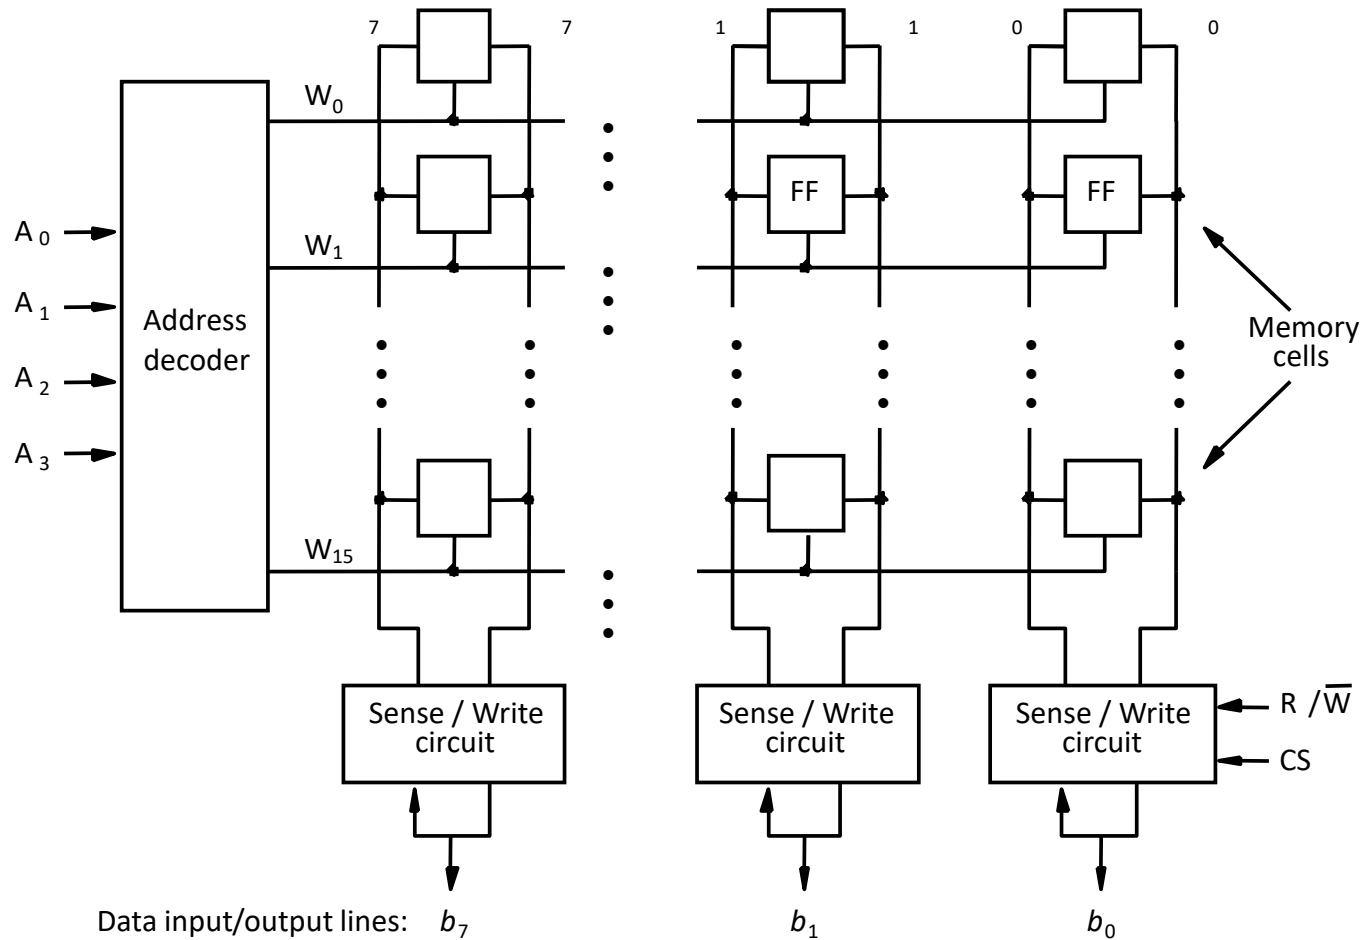 7 7 1 1 0 0
W0
FF FF
A0
W1
A1
Address
decoder
Memory
cells
A2
A3
W15
Sense / Write
circuit
Sense / Write
circuit
Sense / Write
circuit
R / W̅
CS
Data input/output lines: b7 b1 b0